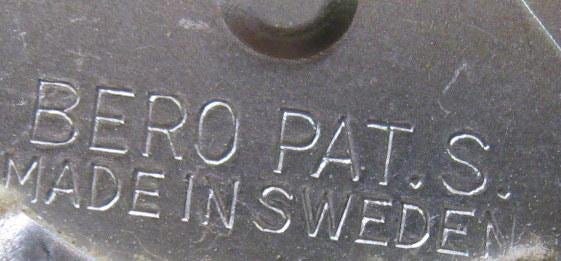 BERO PAT.S.
MADE IN SWEDEN